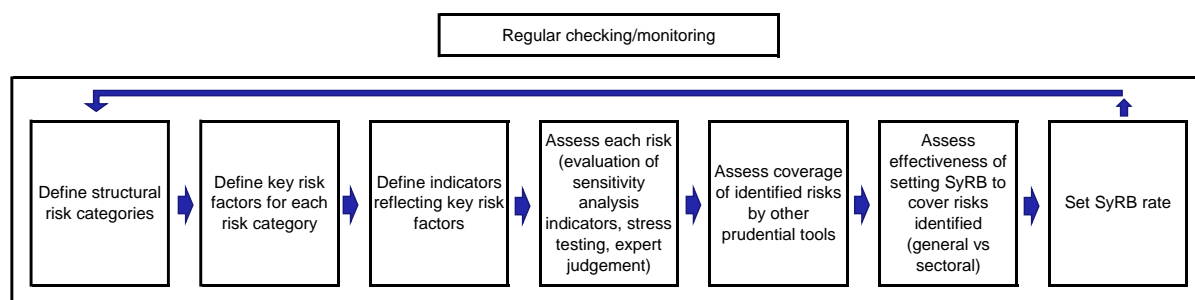 Regular checking/monitoring
Define structural
risk categories
Define key risk
factors for each
risk category
Define indicators
reflecting key risk
factors
Assess each risk
(evaluation of
sensitivity
analysis
indicators, stress
testing, expert
judgement)
Assess coverage
of identified risks
by other
prudential tools
Assess
effectiveness of
setting SyRB to
cover risks
identified
(general vs
sectoral)
Set SyRB rate